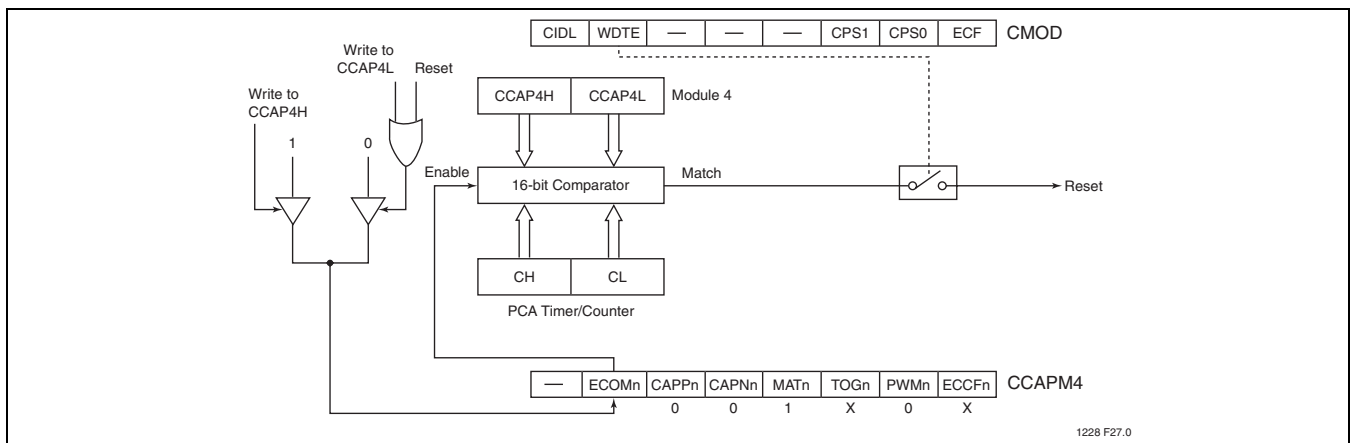 CIDL WDTE — — — CPS1 CPS0 ECF CMOD
Write to
CCAP4L Reset
Write to
CCAP4H
CCAP4H CCAP4L Module 4
1 0
Enable 16-bit Comparator Match Reset
CH CL
PCA Timer/Counter
— ECOMn CAPPn CAPNn MATn TOGn PWMn ECCFn CCAPM4
0 0 1 X 0 X
1228 F27.0